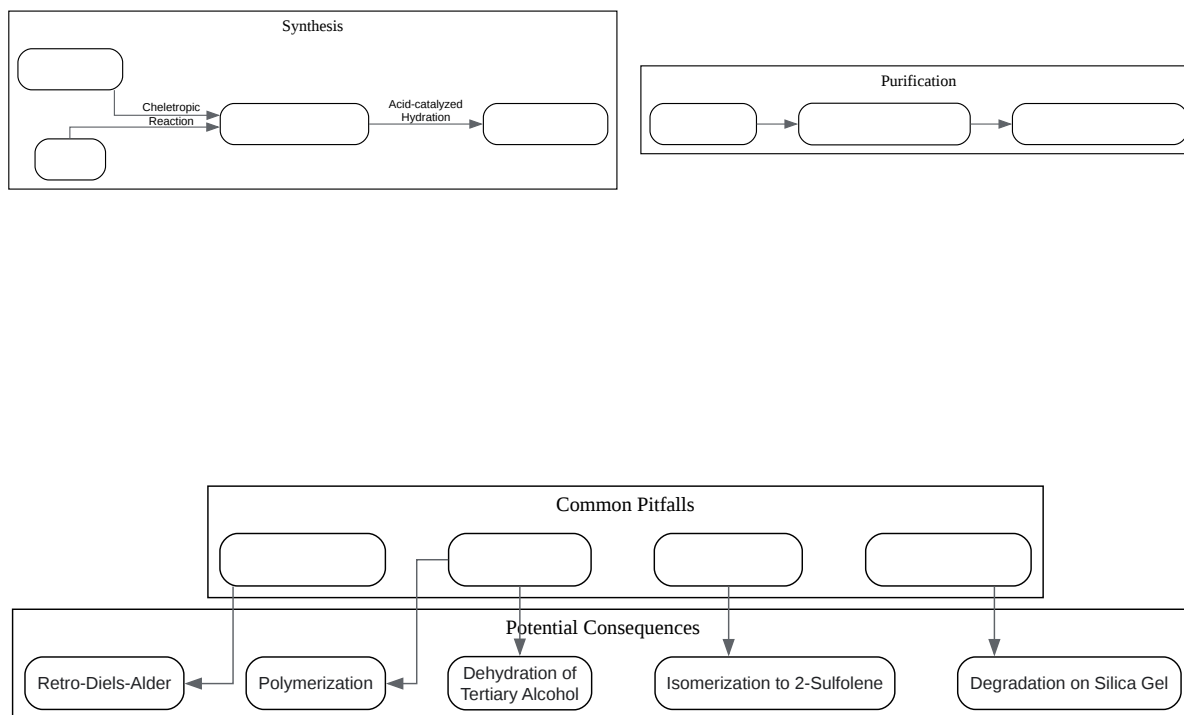 Synthesis
Cheletropic
Reaction
Acid-catalyzed
Hydration
Purification
Common Pitfalls
Potential Consequences
Retro-Diels-Alder
Polymerization
Dehydration of
Tertiary Alcohol
Isomerization to 2-Sulfolene
Degradation on Silica Gel